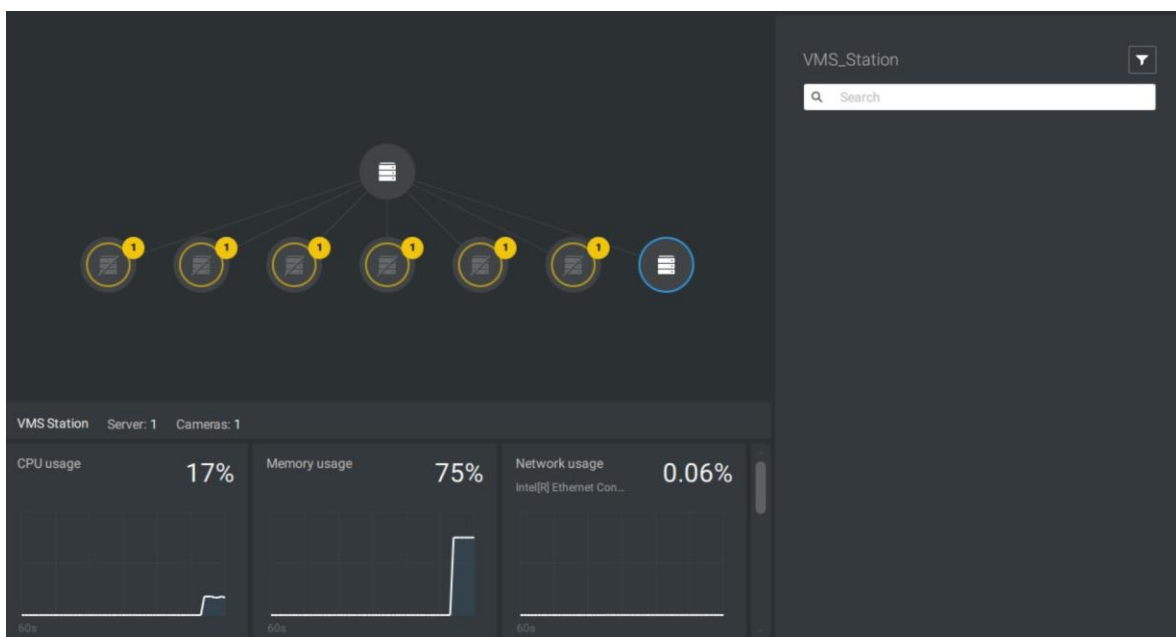 VMS_Station
Search
1 1 1 1 1 1
VMS Station Server: 1 Cameras: 1
CPU usage 17%
Memory usage 75%
Network usage 0.06%
Intel[R] Ethernet Con...
60s 60s 60s